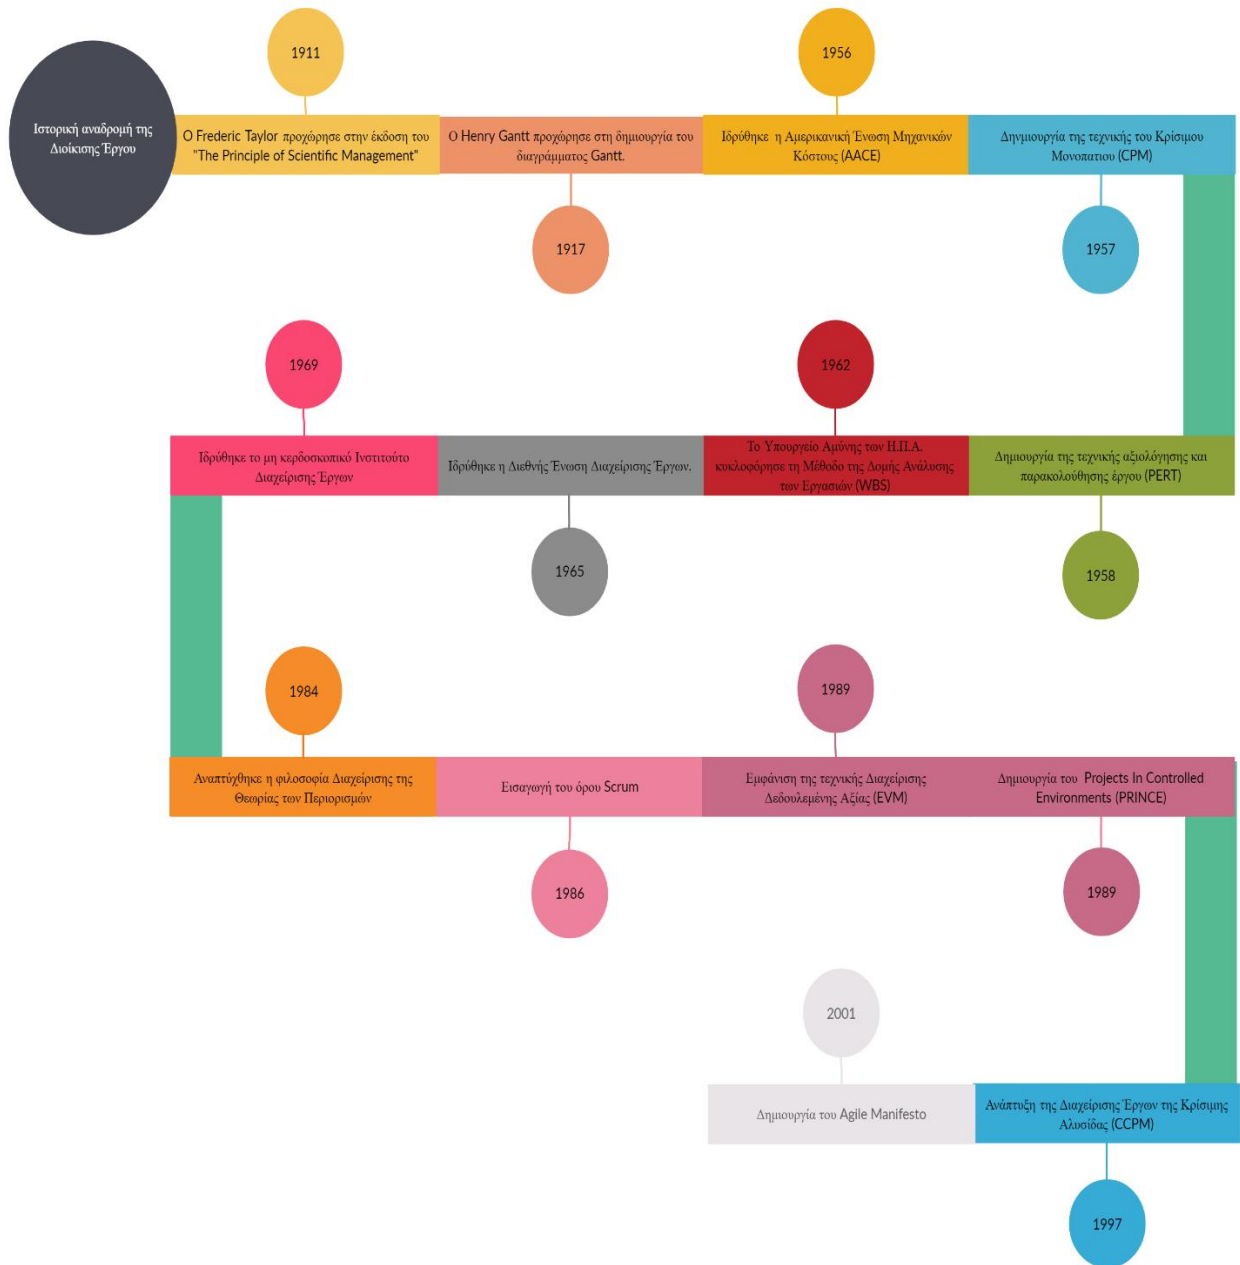 Ιστορική αναδρομή της
Διοίκισης Έργου
1911
Ο Frederic Taylor προχώρησε στην έκδοση του
"The Principle of Scientific Management"
Ο Henry Gantt προχώρησε στη δημιουργία του
διαγράμματος Gantt.
1917
1956
Ιδρύθηκε η Αμερικανική Ένωση Μηχανικών
Κόστους (AACE)
Δηνμιουργία της τεχνικής του Κρίσιμου
Μονοπατιου (CPM)
1957
Δημιουργία της τεχνικής αξιολόγησης και
παρακολούθησης έργου (PERT)
1958
1962
Το Υπουργείο Αμύνης των Η.Π.Α.
κυκλοφόρησε τη Μέθοδο της Δομής Ανάλυσης
των Εργασιών (WBS)
Ιδρύθηκε η Διεθνής Ένωση Διαχείρισης Έργων.
1965
1969
Ιδρύθηκε το μη κερδοσκοπικό Ινστιτούτο
Διαχείρισης Έργων
1984
Αναπτύχθηκε η φιλοσοφία Διαχείρισης της
Θεωρίας των Περιορισμών
Εισαγωγή του όρου Scrum
1986
1989
Εμφάνιση της τεχνικής Διαχείρισης
Δεδουλεμένης Αξίας (EVM)
Δημιουργία του Projects In Controlled
Environments (PRINCE)
1989
Ανάπτυξη της Διαχείρισης Έργων της Κρίσιμης
Αλυσίδας (CCPM)
1997
2001
Δημιουργία του Agile Manifesto